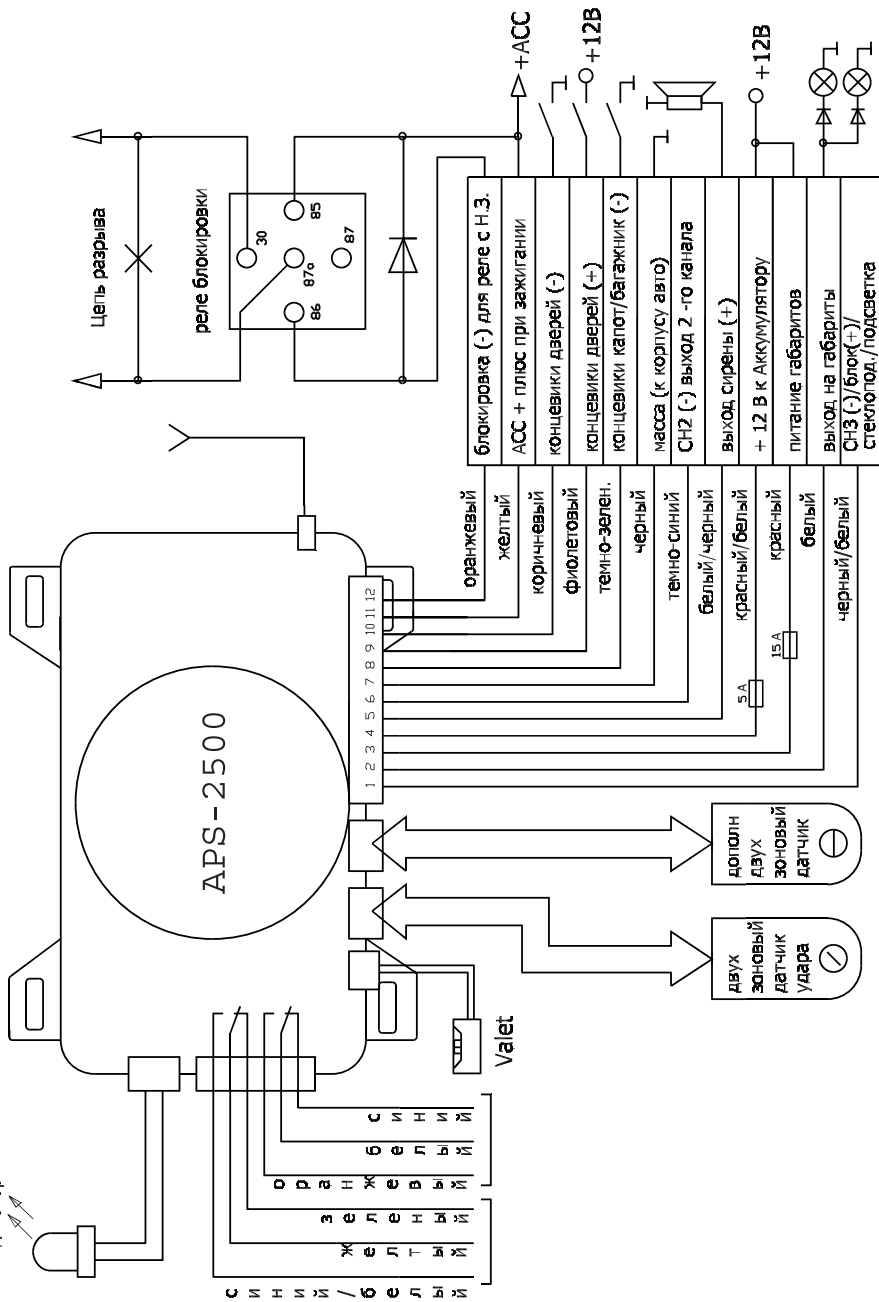 Цепь разрыва
реле блокировки
30
85
86
87а
87
+ACC
+12В
+12В
APS-2500
1 2 3 4 5 6 7 8 9 10 11 12
оранжевый
блокировка (-) для реле с Н.З.
желтый
АСС + плюс при зажигании
коричневый
концевики дверей (-)
фиолетовый
концевики дверей (+)
темно-зелен.
концевики капот/багажник (-)
черный
масса (к корпусу авто)
темно-синий
СН2 (-) выход 2 -го канала
белый/черный
выход сирены (+)
красный/белый
+ 12 В к Аккумулятору
5 А
красный
питание габаритов
15 А
белый
выход на габариты
черный/белый
СН3 (-)/блок(+)/
стеклопод./подсветка
дополн
двух
зоновый
датчик
двух
зоновый
датчик
удара
Valet
синий
белый
оранжевый
зеленый
желтый
синий/белый